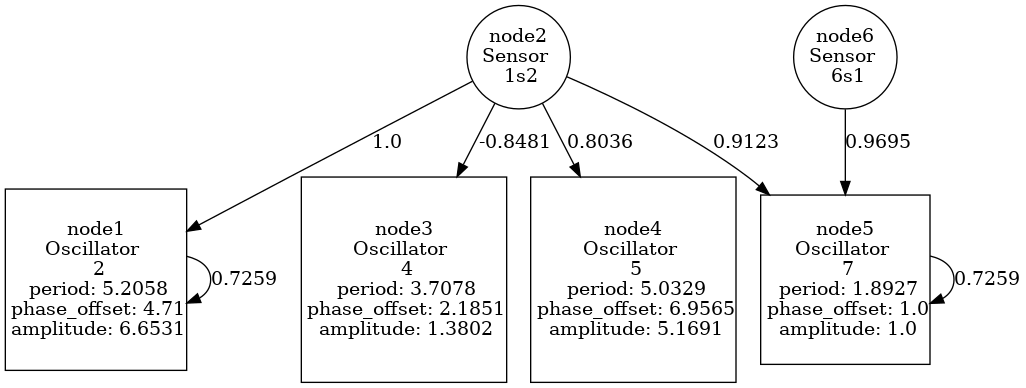 node2
Sensor
1s2
node6
Sensor
6s1
1.0
-0.8481
0.8036
0.9123
0.9695
node1
Oscillator
2
period: 5.2058
phase_offset: 4.71
amplitude: 6.6531
0.7259
node3
Oscillator
4
period: 3.7078
phase_offset: 2.1851
amplitude: 1.3802
node4
Oscillator
5
period: 5.0329
phase_offset: 6.9565
amplitude: 5.1691
node5
Oscillator
7
period: 1.8927
phase_offset: 1.0
amplitude: 1.0
0.7259